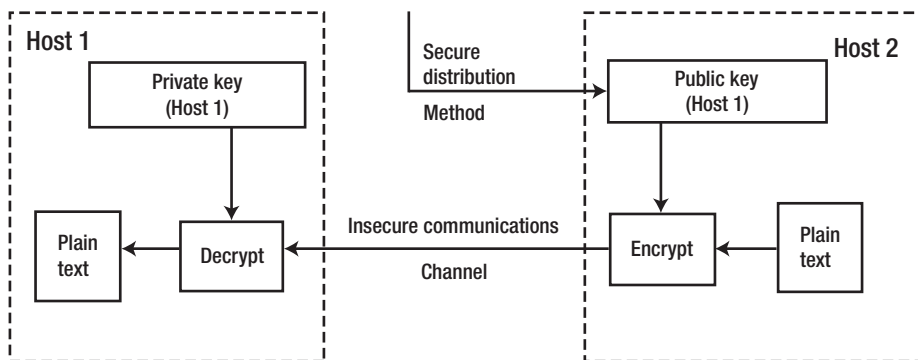 Host 1
Private key
(Host 1)
Secure
distribution
Method
Host 2
Public key
(Host 1)
Plain
text
Decrypt
Insecure communications
Channel
Encrypt
Plain
text